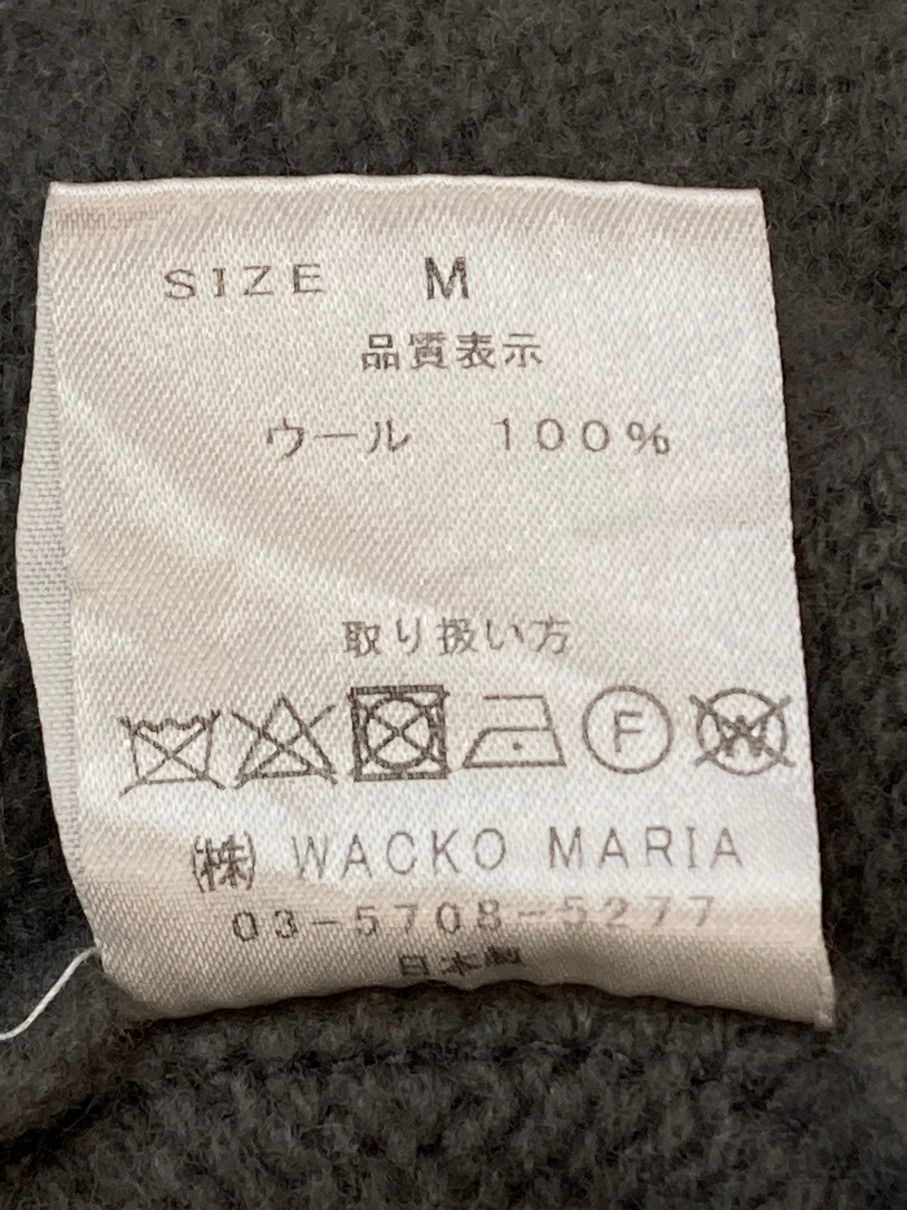 SIZE M
品質表示
ウール 100%
取り扱い方
F W
㈱ WACKO MARIA
03-5708-5277
日本製